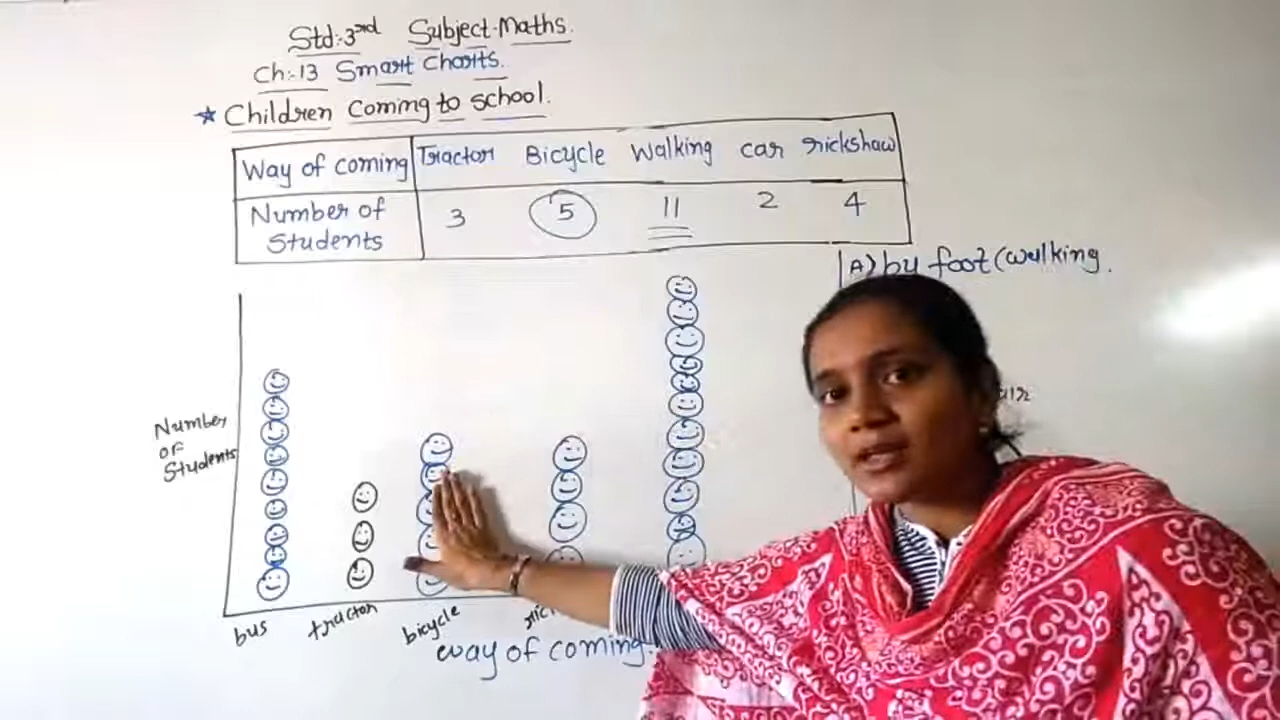 Std:-3rd Subject-Maths.
Ch:-13 Smart Charts.
* Children Coming to school.
Way of coming Tractor Bicycle Walking car rickshaw
Number of Students 3 5 11 2 4
A) by foot (walking.
Number of Students
bus tractor bicycle
way of coming